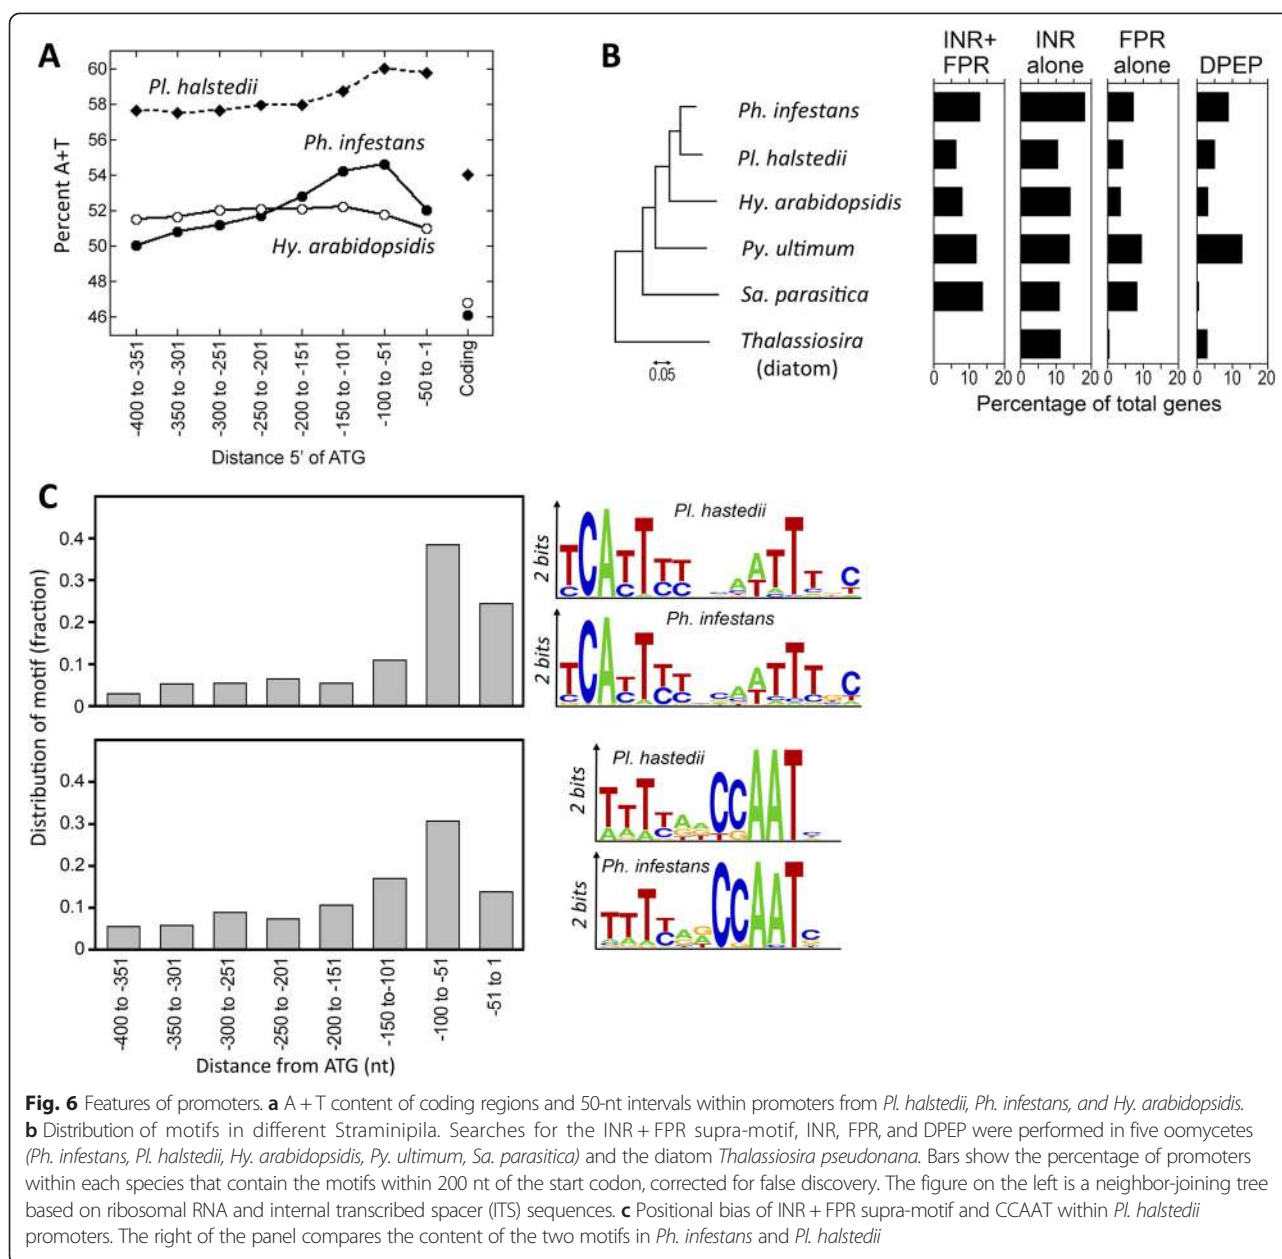 A
Percent A+T
60
58
56
54
52
50
48
46
Pl. halstedii
Ph. infestans
Hy. arabidopsidis
-400 to -351
-350 to -301
-300 to -251
-250 to -201
-200 to -151
-150 to -101
-100 to -51
-50 to -1
Coding
Distance 5' of ATG
B
INR+
FPR
INR
alone
FPR
alone
DPEP
Ph. infestans
Pl. halstedii
Hy. arabidopsidis
Py. ultimum
Sa. parasitica
Thalassiosira
(diatom)
0.05
0 10 20 0 10 20 0 10 20 0 10 20
Percentage of total genes
C
Distribution of motif (fraction)
0.4
0.3
0.2
0.1
0
0.4
0.3
0.2
0.1
0
-400 to -351
-350 to -301
-300 to -251
-250 to -201
-200 to -151
-150 to-101
-100 to -51
-51 to 1
Distance from ATG (nt)
Pl. hastedii
2 bits
Ph. infestans
2 bits
Pl. hastedii
2 bits
Ph. infestans
2 bits
Fig. 6 Features of promoters. a A + T content of coding regions and 50-nt intervals within promoters from Pl. halstedii, Ph. infestans, and Hy. arabidopsidis.
b Distribution of motifs in different Straminipila. Searches for the INR + FPR supra-motif, INR, FPR, and DPEP were performed in five oomycetes
(Ph. infestans, Pl. halstedii, Hy. arabidopsidis, Py. ultimum, Sa. parasitica) and the diatom Thalassiosira pseudonana. Bars show the percentage of promoters
within each species that contain the motifs within 200 nt of the start codon, corrected for false discovery. The figure on the left is a neighbor-joining tree
based on ribosomal RNA and internal transcribed spacer (ITS) sequences. c Positional bias of INR + FPR supra-motif and CCAAT within Pl. halstedii
promoters. The right of the panel compares the content of the two motifs in Ph. infestans and Pl. halstedii